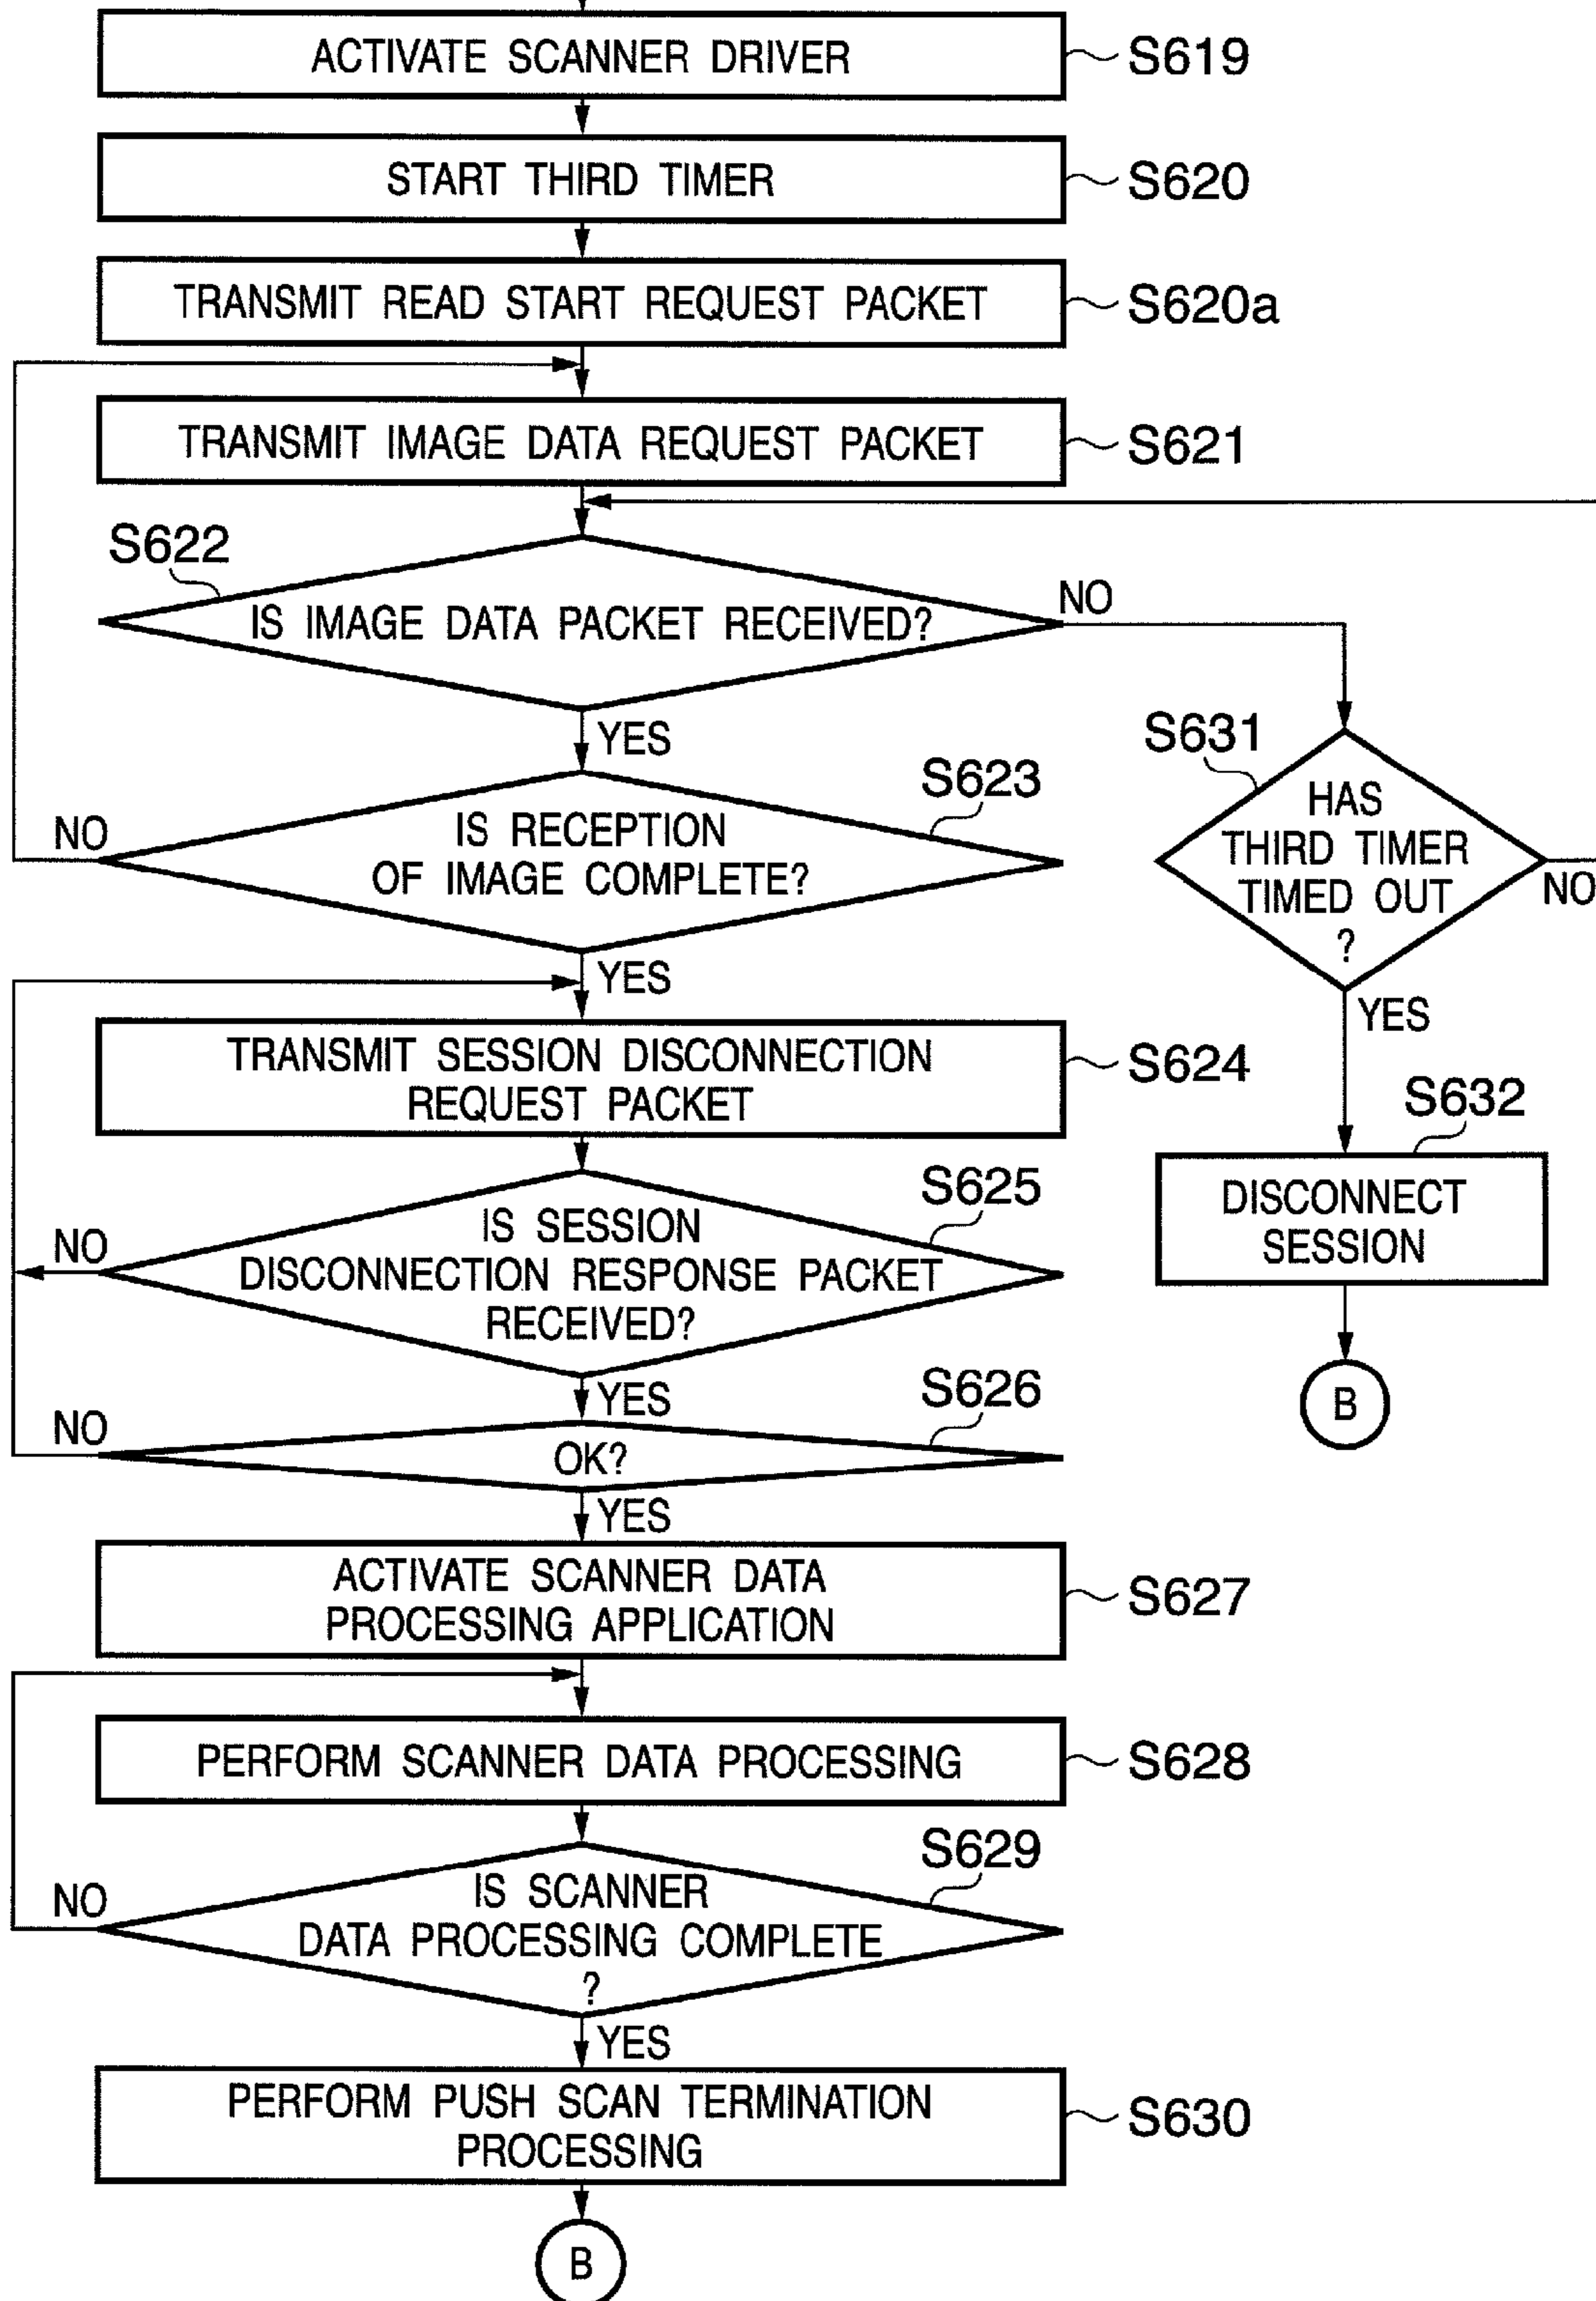 ACTIVATE SCANNER DRIVER
S619
START THIRD TIMER
S620
TRANSMIT READ START REQUEST PACKET
S620a
TRANSMIT IMAGE DATA REQUEST PACKET
S621
S622
IS IMAGE DATA PACKET RECEIVED?
NO
YES
S623
IS RECEPTION
OF IMAGE COMPLETE?
NO
YES
S631
HAS
THIRD TIMER
TIMED OUT
?
NO
YES
TRANSMIT SESSION DISCONNECTION
REQUEST PACKET
S624
S632
DISCONNECT
SESSION
B
S625
IS SESSION
DISCONNECTION RESPONSE PACKET
RECEIVED?
NO
YES
S626
OK?
NO
YES
ACTIVATE SCANNER DATA
PROCESSING APPLICATION
S627
PERFORM SCANNER DATA PROCESSING
S628
S629
IS SCANNER
DATA PROCESSING COMPLETE
?
NO
YES
PERFORM PUSH SCAN TERMINATION
PROCESSING
S630
B